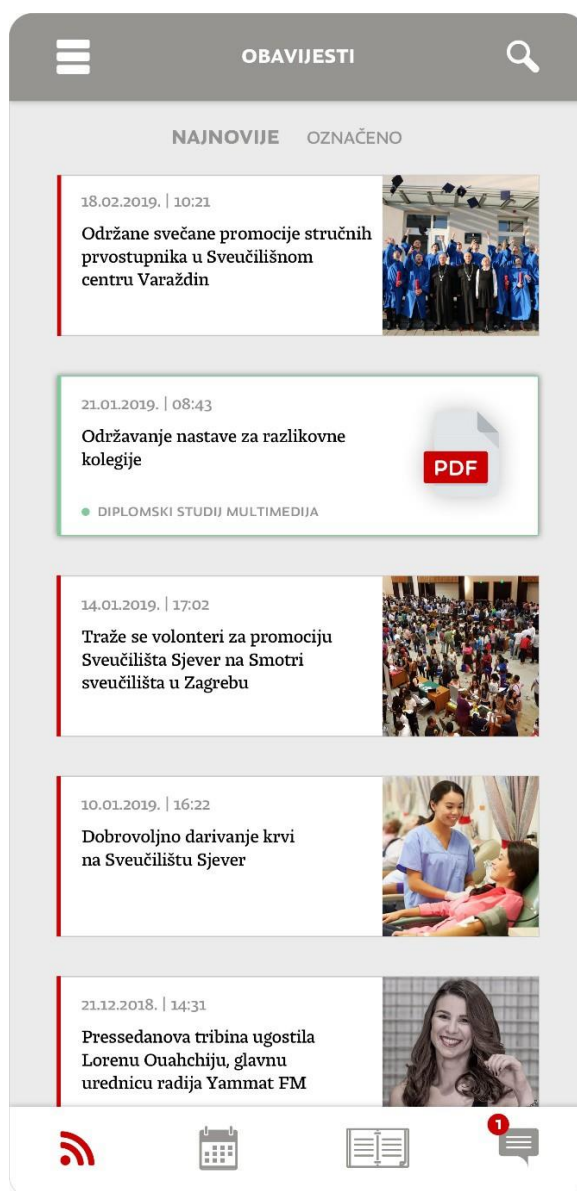 OBAVIJESTI
NAJNOVIJE OZNAČENO
18.02.2019. | 10:21
Održane svečane promocije stručnih
prvostupnika u Sveučilišnom
centru Varaždin
21.01.2019. | 08:43
Održavanje nastave za razlikovne
kolegije
PDF
DIPLOMSKI STUDIJ MULTIMEDIJA
14.01.2019. | 17:02
Traže se volonteri za promociju
Sveučilišta Sjever na Smotri
sveučilišta u Zagrebu
10.01.2019. | 16:22
Dobrovoljno darivanje krvi
na Sveučilištu Sjever
21.12.2018. | 14:31
Pressedanova tribina ugostila
Lorenu Ouahchiju, glavnu
urednicu radija Yammat FM
1